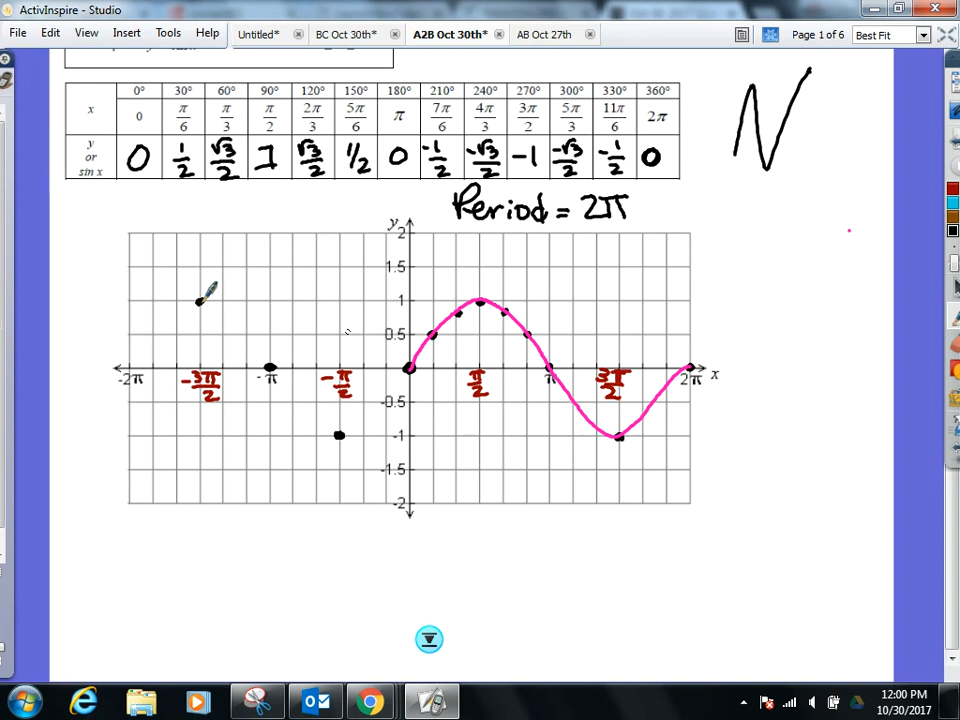 ActivInspire - Studio
File Edit View Insert Tools Help Untitled* BC Oct 30th* A2B Oct 30th* AB Oct 27th Page 1 of 6 Best Fit
x 0° 30° 60° 90° 120° 150° 180° 210° 240° 270° 300° 330° 360°
0 π/6 π/3 π/2 2π/3 5π/6 π 7π/6 4π/3 3π/2 5π/3 11π/6 2π
y or sin x 0 1/2 √3/2 1 √3/2 1/2 0 -1/2 -√3/2 -1 -√3/2 -1/2 0
Period = 2π
y
2
1.5
1
0.5
-2π -3π/2 -π -π/2 π/2 π 3π/2 2π x
-0.5
-1
-1.5
-2
12:00 PM
10/30/2017